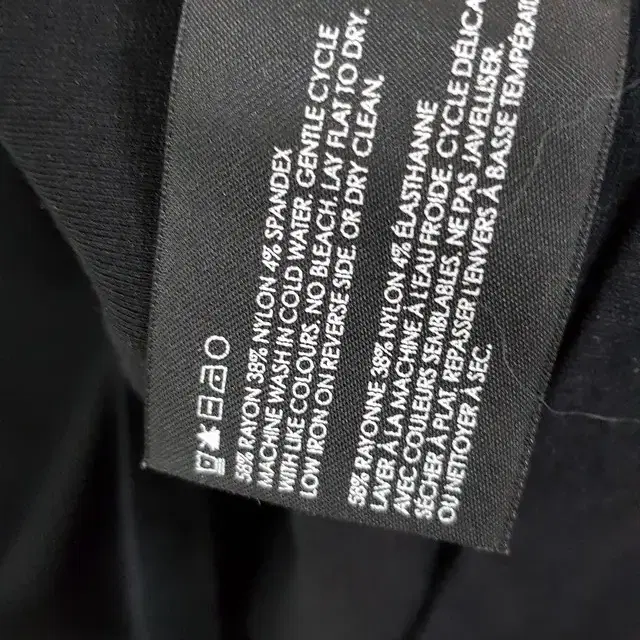 58% RAYON 38% NYLON 4% SPANDEX
MACHINE WASH IN COLD WATER, GENTLE CYCLE
WITH LIKE COLOURS. NO BLEACH, LAY FLAT TO DRY.
LOW IRON ON REVERSE SIDE. OR DRY CLEAN.
58% RAYONNE 38% NYLON 4% ÉLASTHANNE
LAVER À LA MACHINE À L'EAU FROIDE. CYCLE DÉLICA
AVEC COULEURS SEMBLABLES. NE PAS JAVELLISER.
SÉCHER À PLAT. REPASSER L'ENVERS À BASSE TEMPÉRAT
OU NETTOYER À SEC.